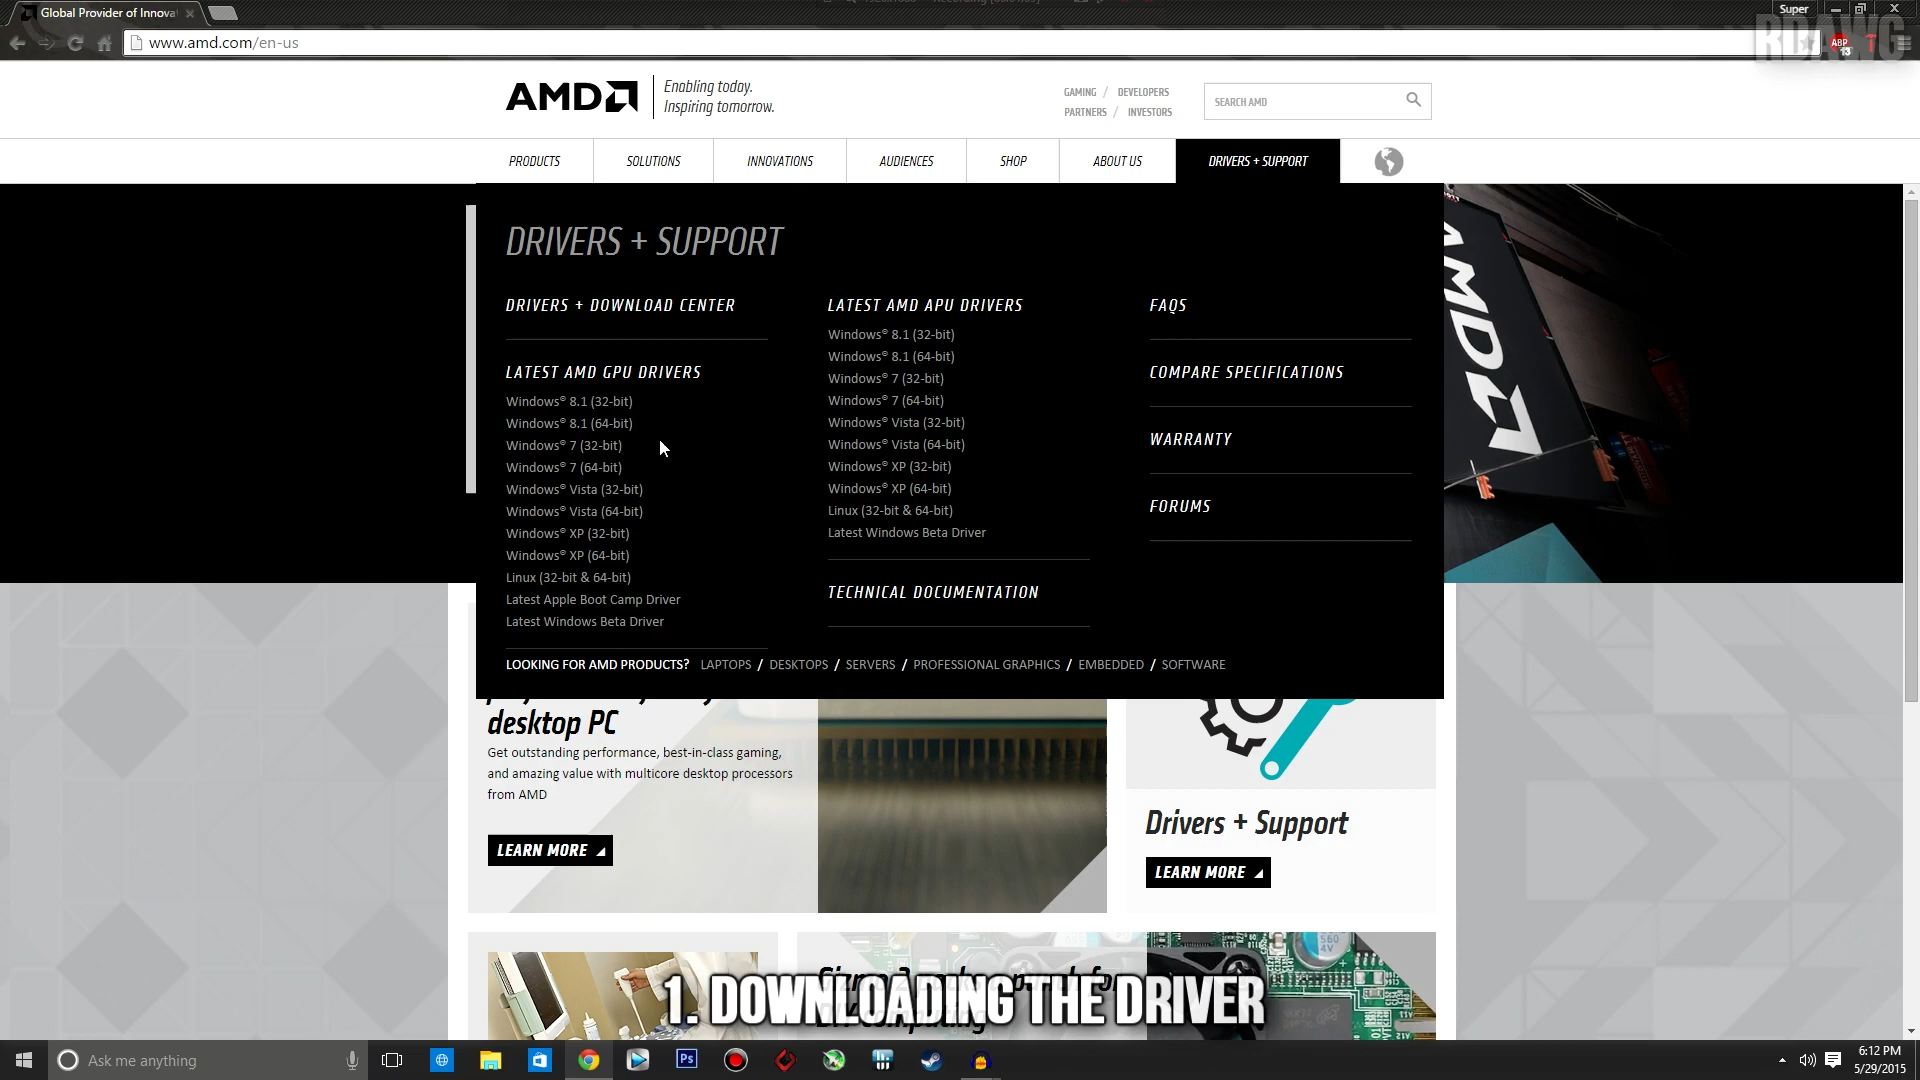 Global Provider of Innova
Super
www.amd.com/en-us
RDAWG
ABP
13
AMD
Enabling today.
Inspiring tomorrow.
GAMING / DEVELOPERS
PARTNERS / INVESTORS
SEARCH AMD
PRODUCTS
SOLUTIONS
INNOVATIONS
AUDIENCES
SHOP
ABOUT US
DRIVERS + SUPPORT
DRIVERS + SUPPORT
DRIVERS + DOWNLOAD CENTER
LATEST AMD GPU DRIVERS
Windows® 8.1 (32-bit)
Windows® 8.1 (64-bit)
Windows® 7 (32-bit)
Windows® 7 (64-bit)
Windows® Vista (32-bit)
Windows® Vista (64-bit)
Windows® XP (32-bit)
Windows® XP (64-bit)
Linux (32-bit & 64-bit)
Latest Apple Boot Camp Driver
Latest Windows Beta Driver
LATEST AMD APU DRIVERS
Windows® 8.1 (32-bit)
Windows® 8.1 (64-bit)
Windows® 7 (32-bit)
Windows® 7 (64-bit)
Windows® Vista (32-bit)
Windows® Vista (64-bit)
Windows® XP (32-bit)
Windows® XP (64-bit)
Linux (32-bit & 64-bit)
Latest Windows Beta Driver
TECHNICAL DOCUMENTATION
FAQS
COMPARE SPECIFICATIONS
WARRANTY
FORUMS
AMD
LOOKING FOR AMD PRODUCTS? LAPTOPS / DESKTOPS / SERVERS / PROFESSIONAL GRAPHICS / EMBEDDED / SOFTWARE
desktop PC
Get outstanding performance, best-in-class gaming,
and amazing value with multicore desktop processors
from AMD
LEARN MORE
Drivers + Support
LEARN MORE
560
4V
1. DOWNLOADING THE DRIVER
Ask me anything
Ps
6:12 PM
5/29/2015